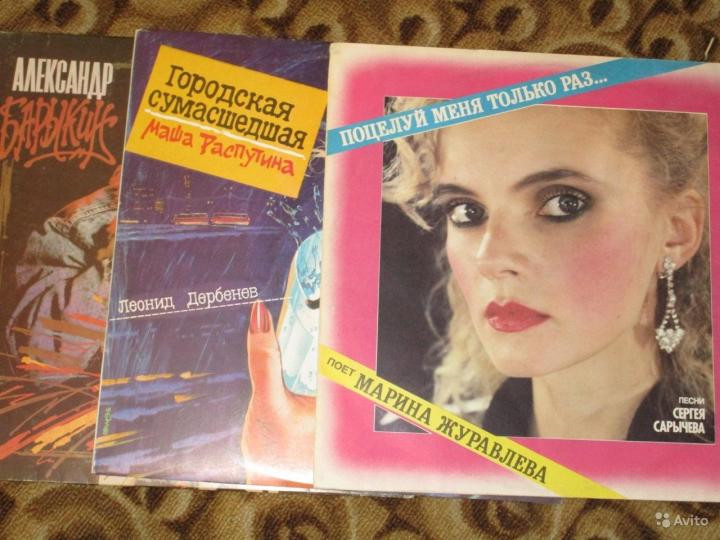 АЛЕКСАНДР
БАРЫКИН
Городская
сумасшедшая
Маша Распутина
Леонид Дербенев
ПОЦЕЛУЙ МЕНЯ ТОЛЬКО РАЗ...
ПОЕТ МАРИНА ЖУРАВЛЕВА
ПЕСНИ
СЕРГЕЯ
САРЫЧЕВА
Avito